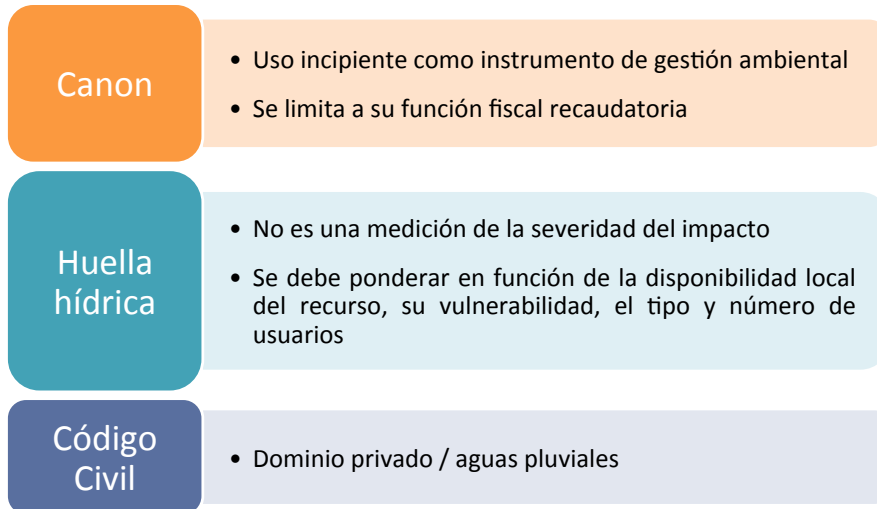 Canon
• Uso incipiente como instrumento de gestión ambiental
• Se limita a su función fiscal recaudatoria
Huella
hídrica
• No es una medición de la severidad del impacto
• Se debe ponderar en función de la disponibilidad local
del recurso, su vulnerabilidad, el tipo y número de
usuarios
Código
Civil
• Dominio privado / aguas pluviales